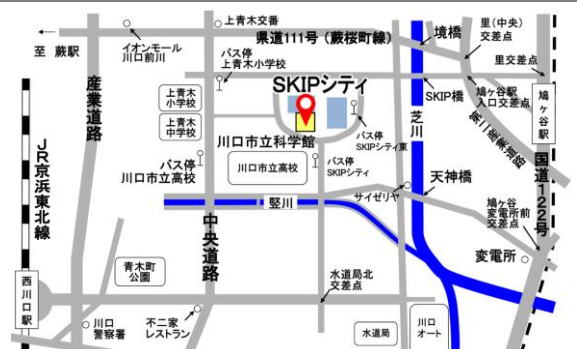 上青木交番
県道111号 (蕨桜町線)
境橋
里（中央）
交差点
至 蕨駅
イオンモール
川口前川
バス停
上青木小学校
里交差点
SKIPシティ
SKIP橋
鳩ヶ谷駅
入口交差点
鳩ヶ谷駅
産業道路
上青木
小学校
上青木
中学校
川口市立科学館
バス停
SKIPシティ東
芝川
第二産業道路
国道122号
JR京浜東北線
バス停
川口市立高校
川口市立高校
バス停
SKIPシティ
サイゼリヤ
天神橋
竪川
中央道路
鳩ヶ谷
変電所前
交差点
変電所
青木町
公園
水道局北
交差点
西川口駅
川口
警察署
不二家
レストラン
水道局
川口
オート